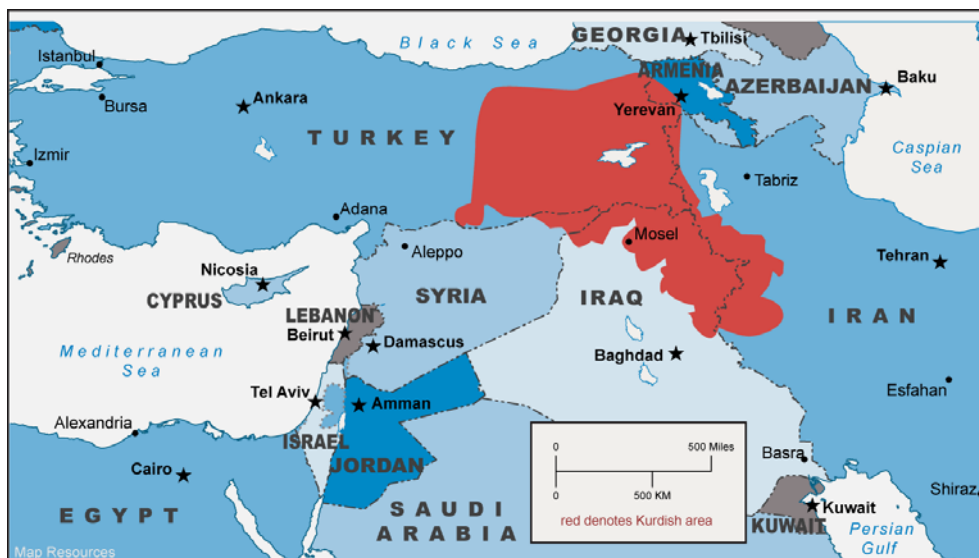 Black Sea
GEORGIA
Tbilisi
Istanbul
ARMENIA
AZERBAIJAN
Baku
Bursa
Ankara
Yerevan
TURKEY
Caspian
Sea
Izmir
Tabriz
Adana
Mosel
Aleppo
Rhodes
Nicosia
Tehran
CYPRUS
SYRIA
IRAQ
LEBANON
IRAN
Beirut
Damascus
Mediterranean
Sea
Baghdad
Esfahan
Tel Aviv
Amman
Alexandria
ISRAEL
JORDAN
0 500 Miles
Basra
Cairo
0 500 KM
Shiraz
EGYPT
SAUDI
ARABIA
red denotes Kurdish area
KUWAIT
Kuwait
Persian
Gulf
Map Resources